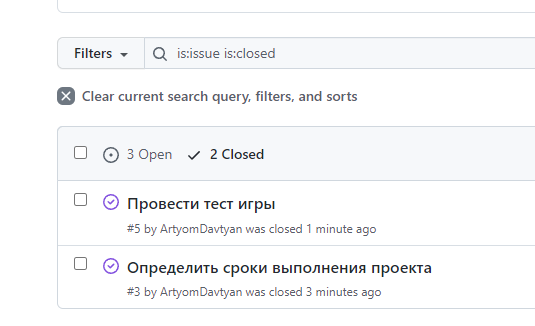 Filters
is:issue is:closed
Clear current search query, filters, and sorts
3 Open 2 Closed
Провести тест игры
#5 by ArtyomDavtyan was closed 1 minute ago
Определить сроки выполнения проекта
#3 by ArtyomDavtyan was closed 3 minutes ago